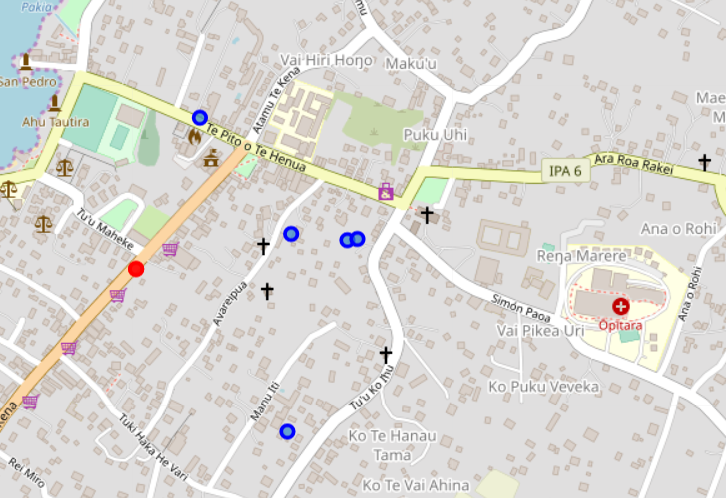 Pakia
San Pedro
Ahu Tautira
Vai Hiri Hoŋo
Maku'u
Atamu Te Kena
Te Pito o Te Henua
Puku Uhi
IPA 6
Ara Roa Rakei
Mae
M
Ana o Rohi
Tu'u Maheke
Reŋa Marere
Simón Paoa
Opitara
Vai Pikea Uri
Ana o Rohi
Avareipua
Manu Iti
Tu'u Ko Ihu
Ko Puku Veveka
Kena
Tuki Haka He Vari
Rei Miro
Ko Te Hanau
Tama
Ko Te Vai Ahina